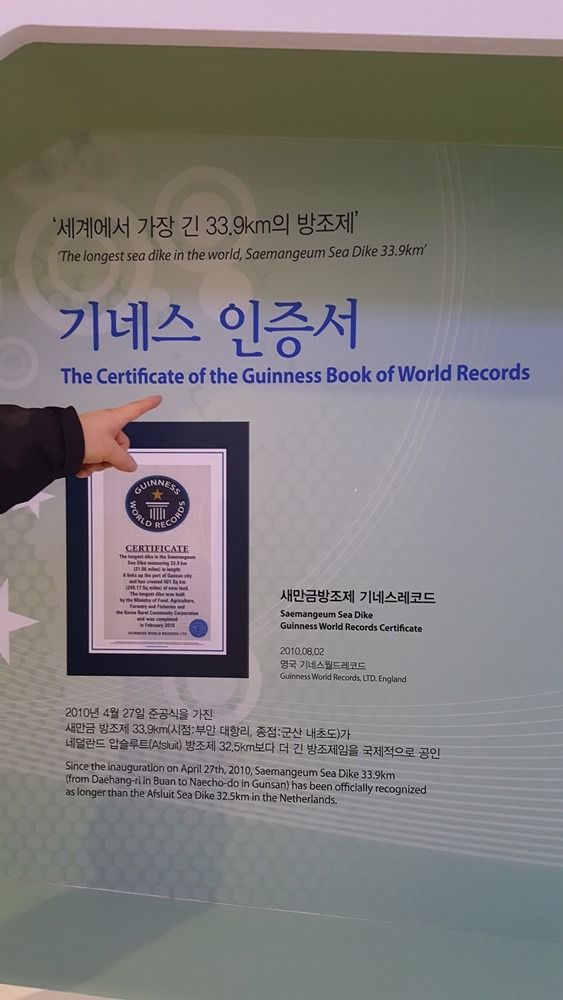 ‘세계에서 가장 긴 33.9km의 방조제’
‘The longest sea dike in the world, Saemangeum Sea Dike 33.9km’
기네스 인증서
The Certificate of the Guinness Book of World Records
GUINNESS
WORLD RECORDS
CERTIFICATE
The longest dike is the Saemangeum
Sea Dike measuring 33.9 km
(21.06 miles) in length;
it links up the port of Gunsan city
and has created 401 Sq km
of new land.
The longest dike was built
by the Ministry of Food, Agriculture,
Forestry and Fisheries and
the Korea Rural Community Corporation
and was completed
in February 2010
GUINNESS WORLD RECORDS LTD
새만금방조제 기네스레코드
Saemangeum Sea Dike
Guinness World Records Certificate
2010.08.02
영국 기네스월드레코드
Guinness World Records, LTD. England
2010년 4월 27일 준공식을 가진
새만금 방조제 33.9km(시점:부안 대항리, 종점:군산 내초도)가
네덜란드 압슬루트(Afsluit) 방조제 32.5km보다 더 긴 방조제임을 국제적으로 공인
Since the inauguration on April 27th, 2010, Saemangeum Sea Dike 33.9km
(from Daehang-ri in Buan to Naecho-do in Gunsan) has been officially recognized
as longer than the Afsluit Sea Dike 32.5km in the Netherlands.